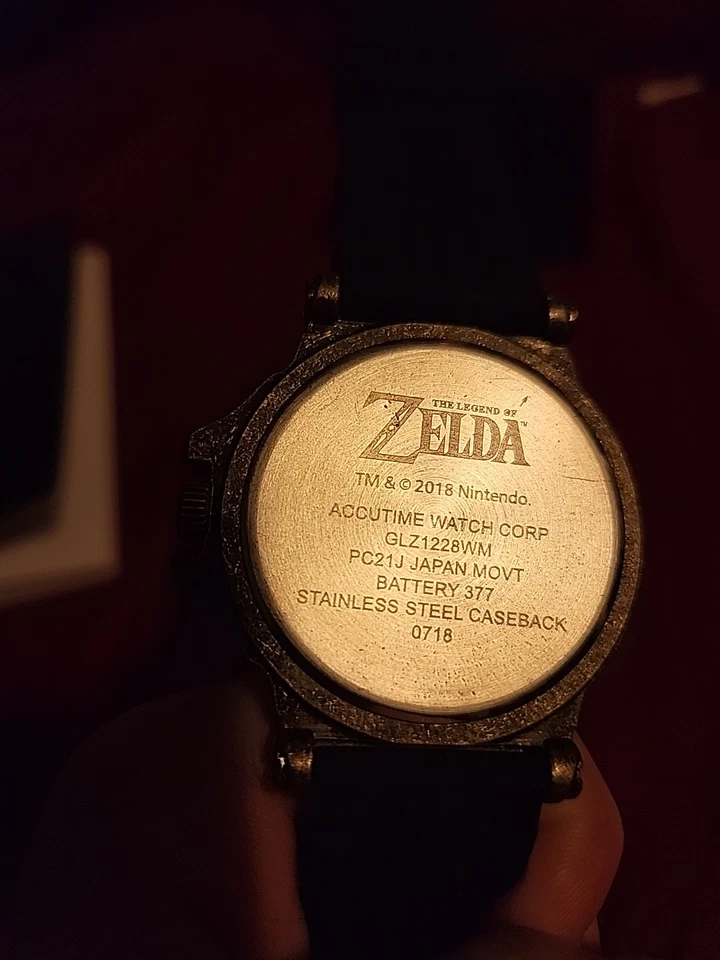 THE LEGEND OF
ZELDA™
TM & © 2018 Nintendo.
ACCUTIME WATCH CORP
GLZ1228WM
PC21J JAPAN MOVT
BATTERY 377
STAINLESS STEEL CASEBACK
0718